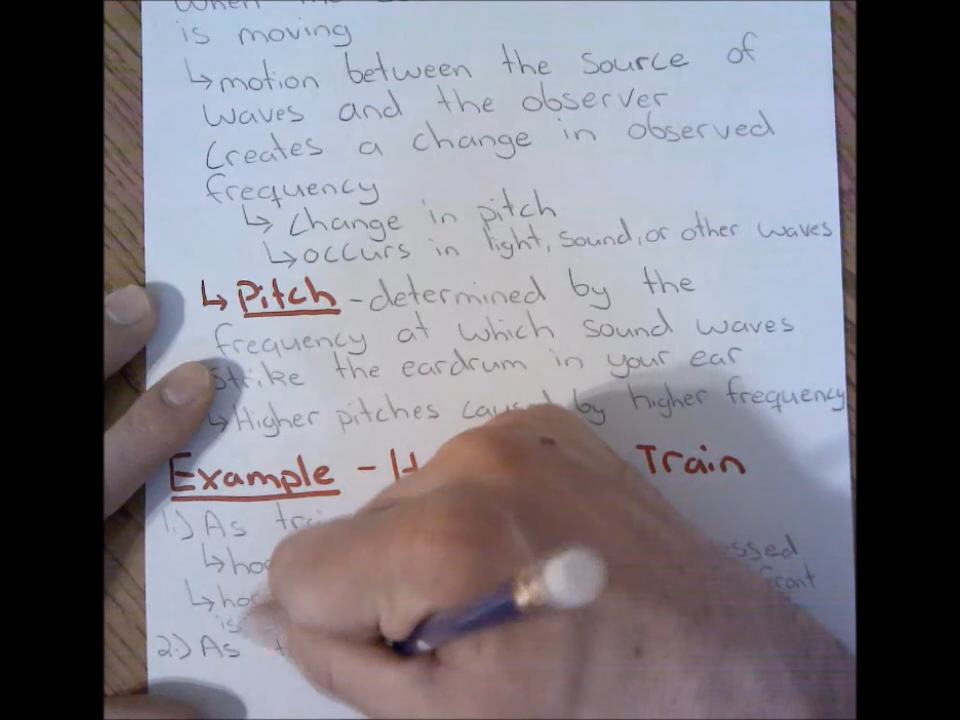 is moving
↳motion between the source of
waves and the observer
Creates a change in observed
frequency
↳ Change in pitch
↳occurs in light, sound, or other waves
↳ Pitch - determined by the
frequency at which sound waves
strike the eardrum in your ear
↳Higher pitches caused by higher frequency
Example - Train
1.) As
↳
↳ front
is
2.) As